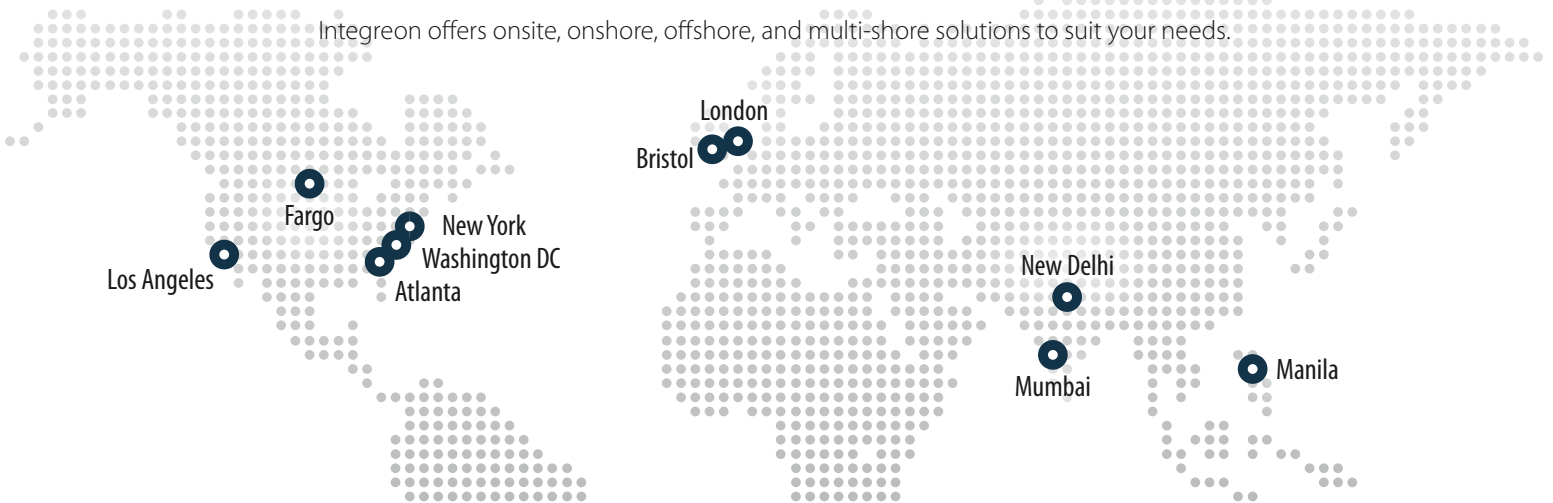 Integreon offers onsite, onshore, offshore, and multi-shore solutions to suit your needs.
London
Bristol
Fargo
New York
Washington DC
Los Angeles
Atlanta
New Delhi
Mumbai
Manila